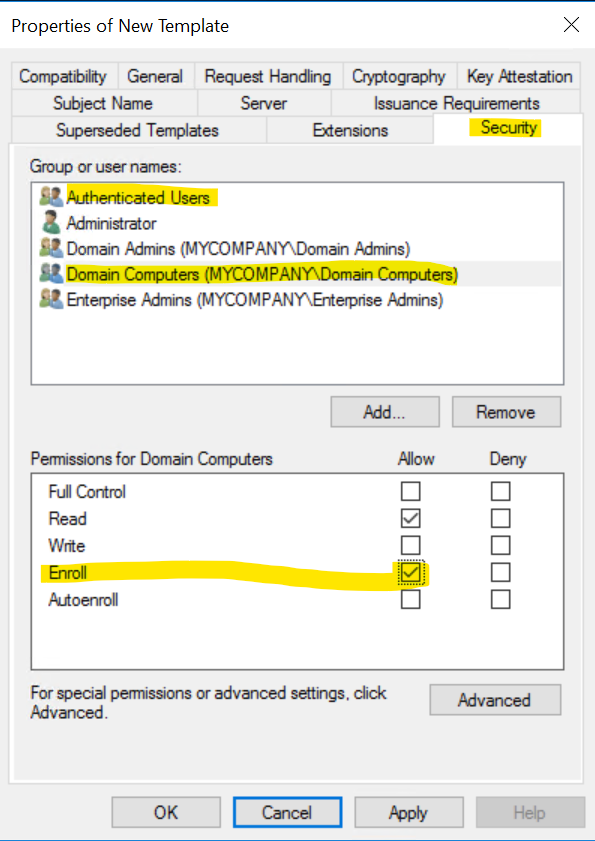 Properties of New Template
Compatibility General Request Handling Cryptography Key Attestation
Subject Name Server Issuance Requirements
Superseded Templates Extensions Security
Group or user names:
Authenticated Users
Administrator
Domain Admins (MYCOMPANY\Domain Admins)
Domain Computers (MYCOMPANY\Domain Computers)
Enterprise Admins (MYCOMPANY\Enterprise Admins)
Add... Remove
Permissions for Domain Computers Allow Deny
Full Control
Read
Write
Enroll
Autoenroll
For special permissions or advanced settings, click
Advanced.
Advanced
OK Cancel Apply Help